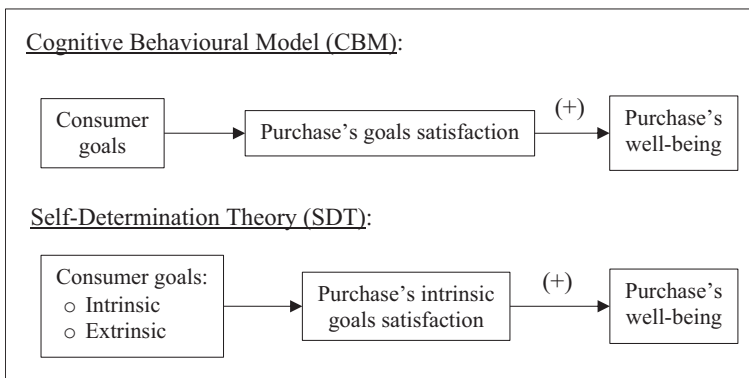 Cognitive Behavioural Model (CBM):
Consumer
goals
Purchase's goals satisfaction
(+)
Purchase's
well-being
Self-Determination Theory (SDT):
Consumer goals:
o Intrinsic
o Extrinsic
Purchase's intrinsic
goals satisfaction
(+)
Purchase's
well-being